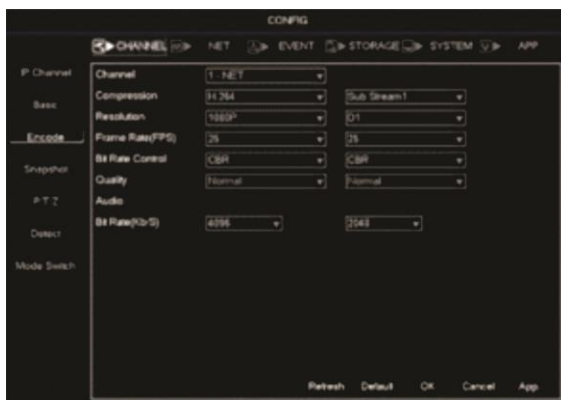 CONFIG
CHANNEL NET EVENT STORAGE SYSTEM APP
IP Channel
Basic
Encode
Snapshot
P T Z
Detect
Mode Switch
Channel 1 - NET
Compression H.264 Sub Stream1
Resolution 1080P D1
Frame Rate(FPS) 25 25
Bit Rate Control CBR CBR
Quality Normal Normal
Audio
Bit Rate(Kb/S) 4096 2048
Refresh Default OK Cancel App.